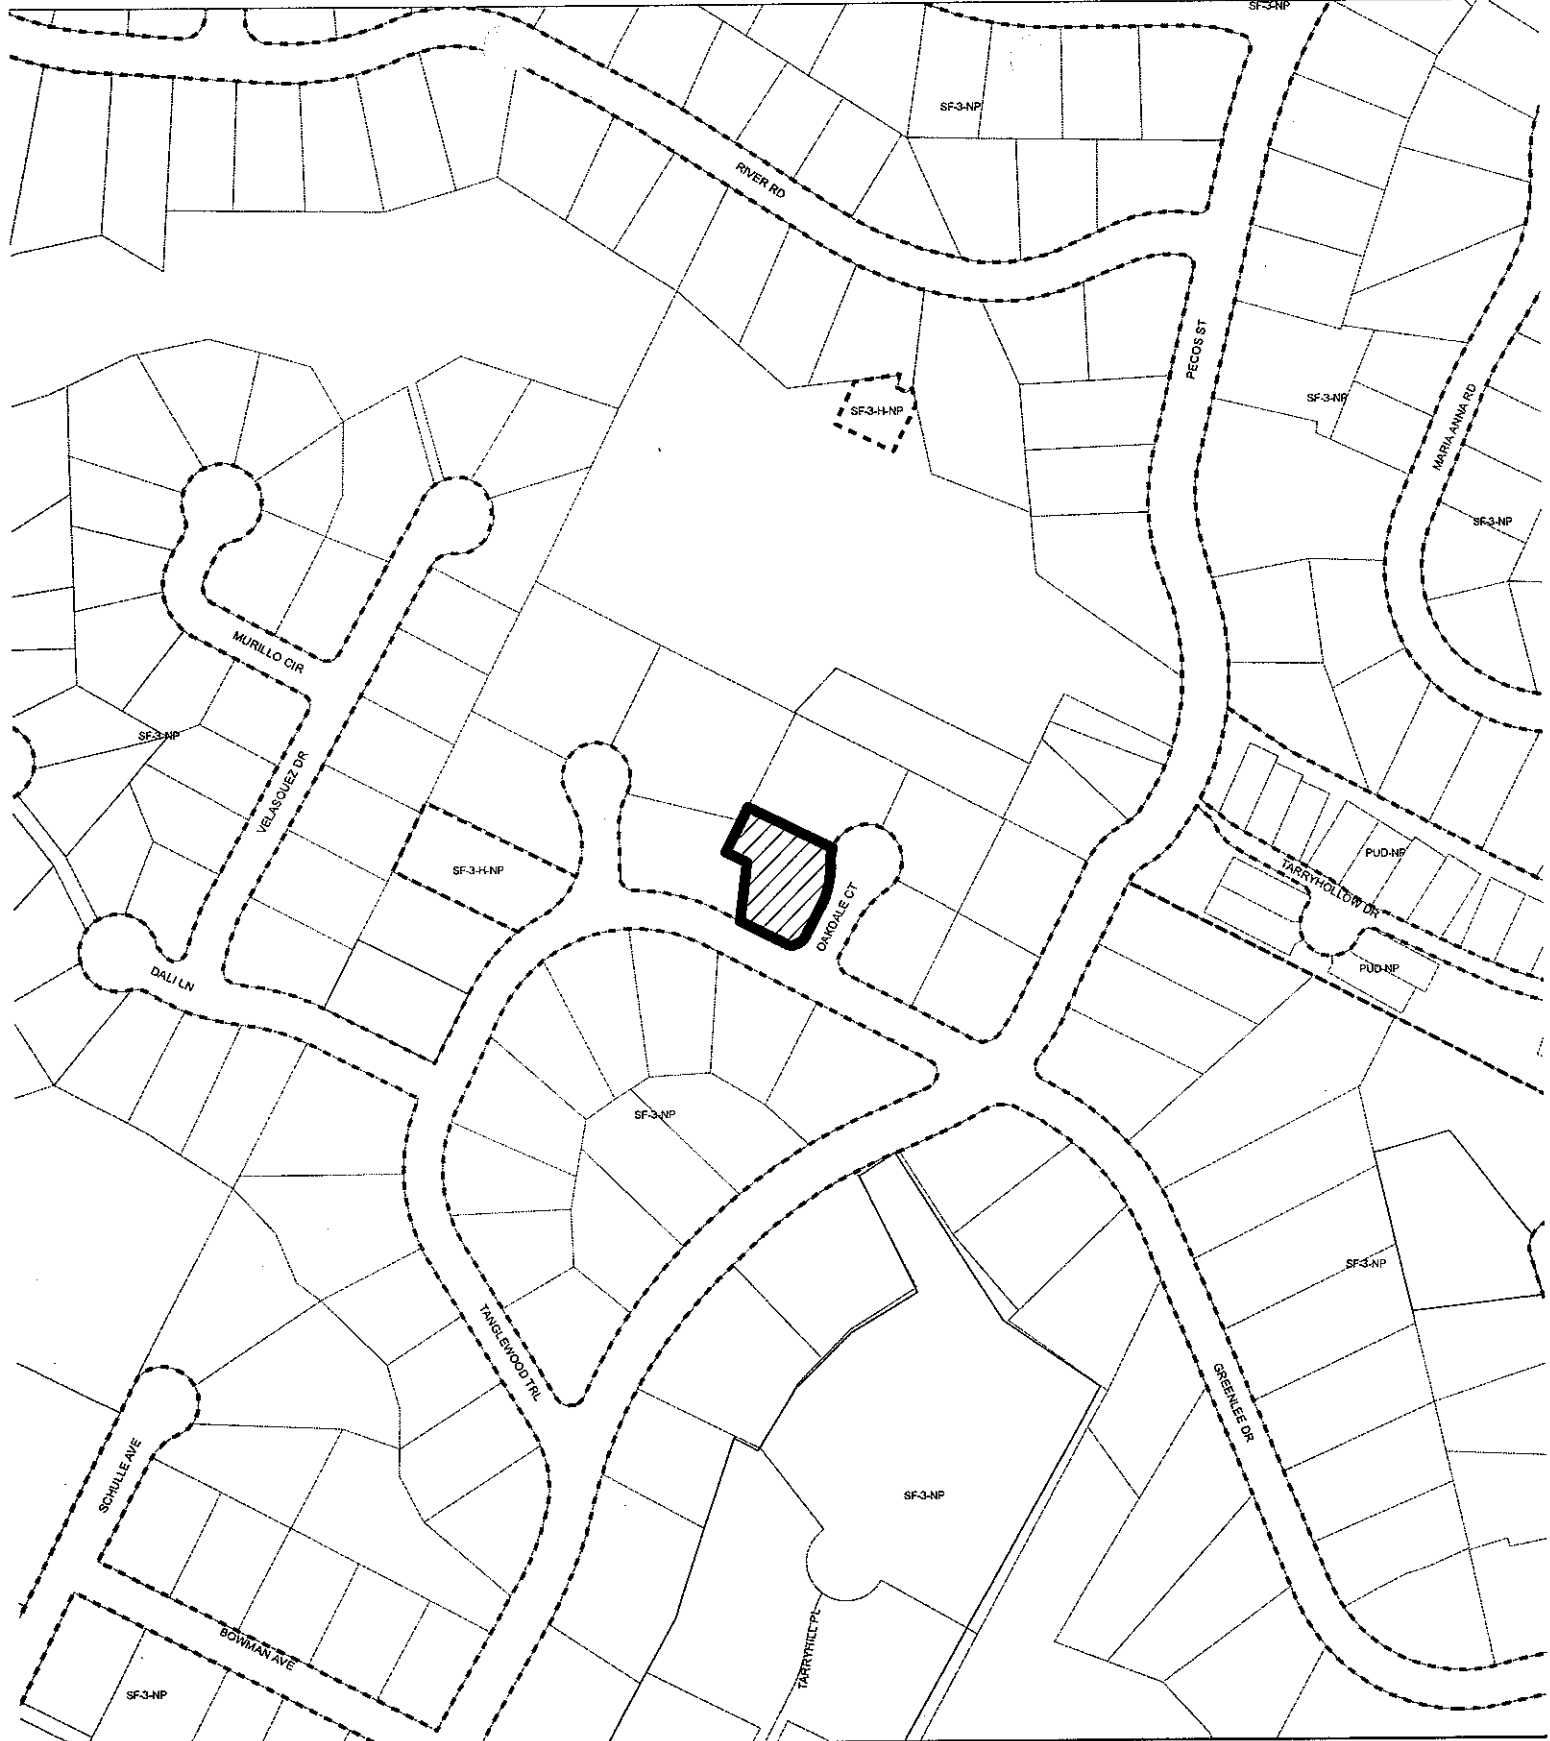 SF-3-NP
SF-3-NP
RIVER RD
PECOS ST
SF-3-NP
SF-3-H-NP
MARIA ANNA RD
SF-3-NP
MURILLO CIR
SF-3-NP
VELASQUEZ DR
PUD-NP
SF-3-H-NP
TARRYHOLLOW DR
OAKDALE CT
PUD-NP
DALI LN
SF-3-NP
SF-3-NP
TANGLEWOOD TRL
GREENLEE DR
SCHULLE AVE
SF-3-NP
BOWMAN AVE
TARRYHILL PL
SF-3-NP